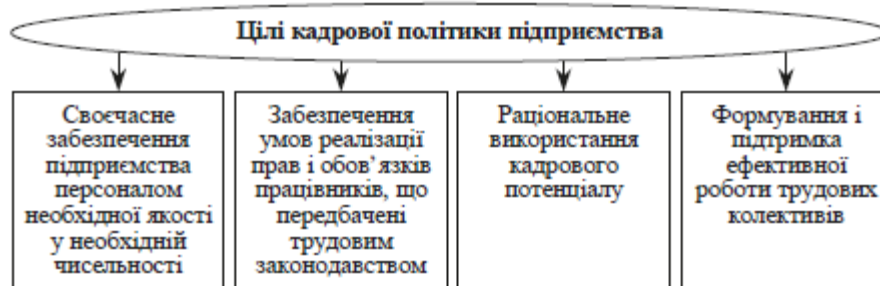 Цілі кадрової політики підприємства
Своєчасне
забезпечення
підприємства
персоналом
необхідної якості
у необхідній
чисельності
Забезпечення
умов реалізації
прав і обов’язків
працівників, що
передбачені
трудовим
законодавством
Раціональне
використання
кадрового
потенціалу
Формування і
підтримка
ефективної
роботи трудових
колективів